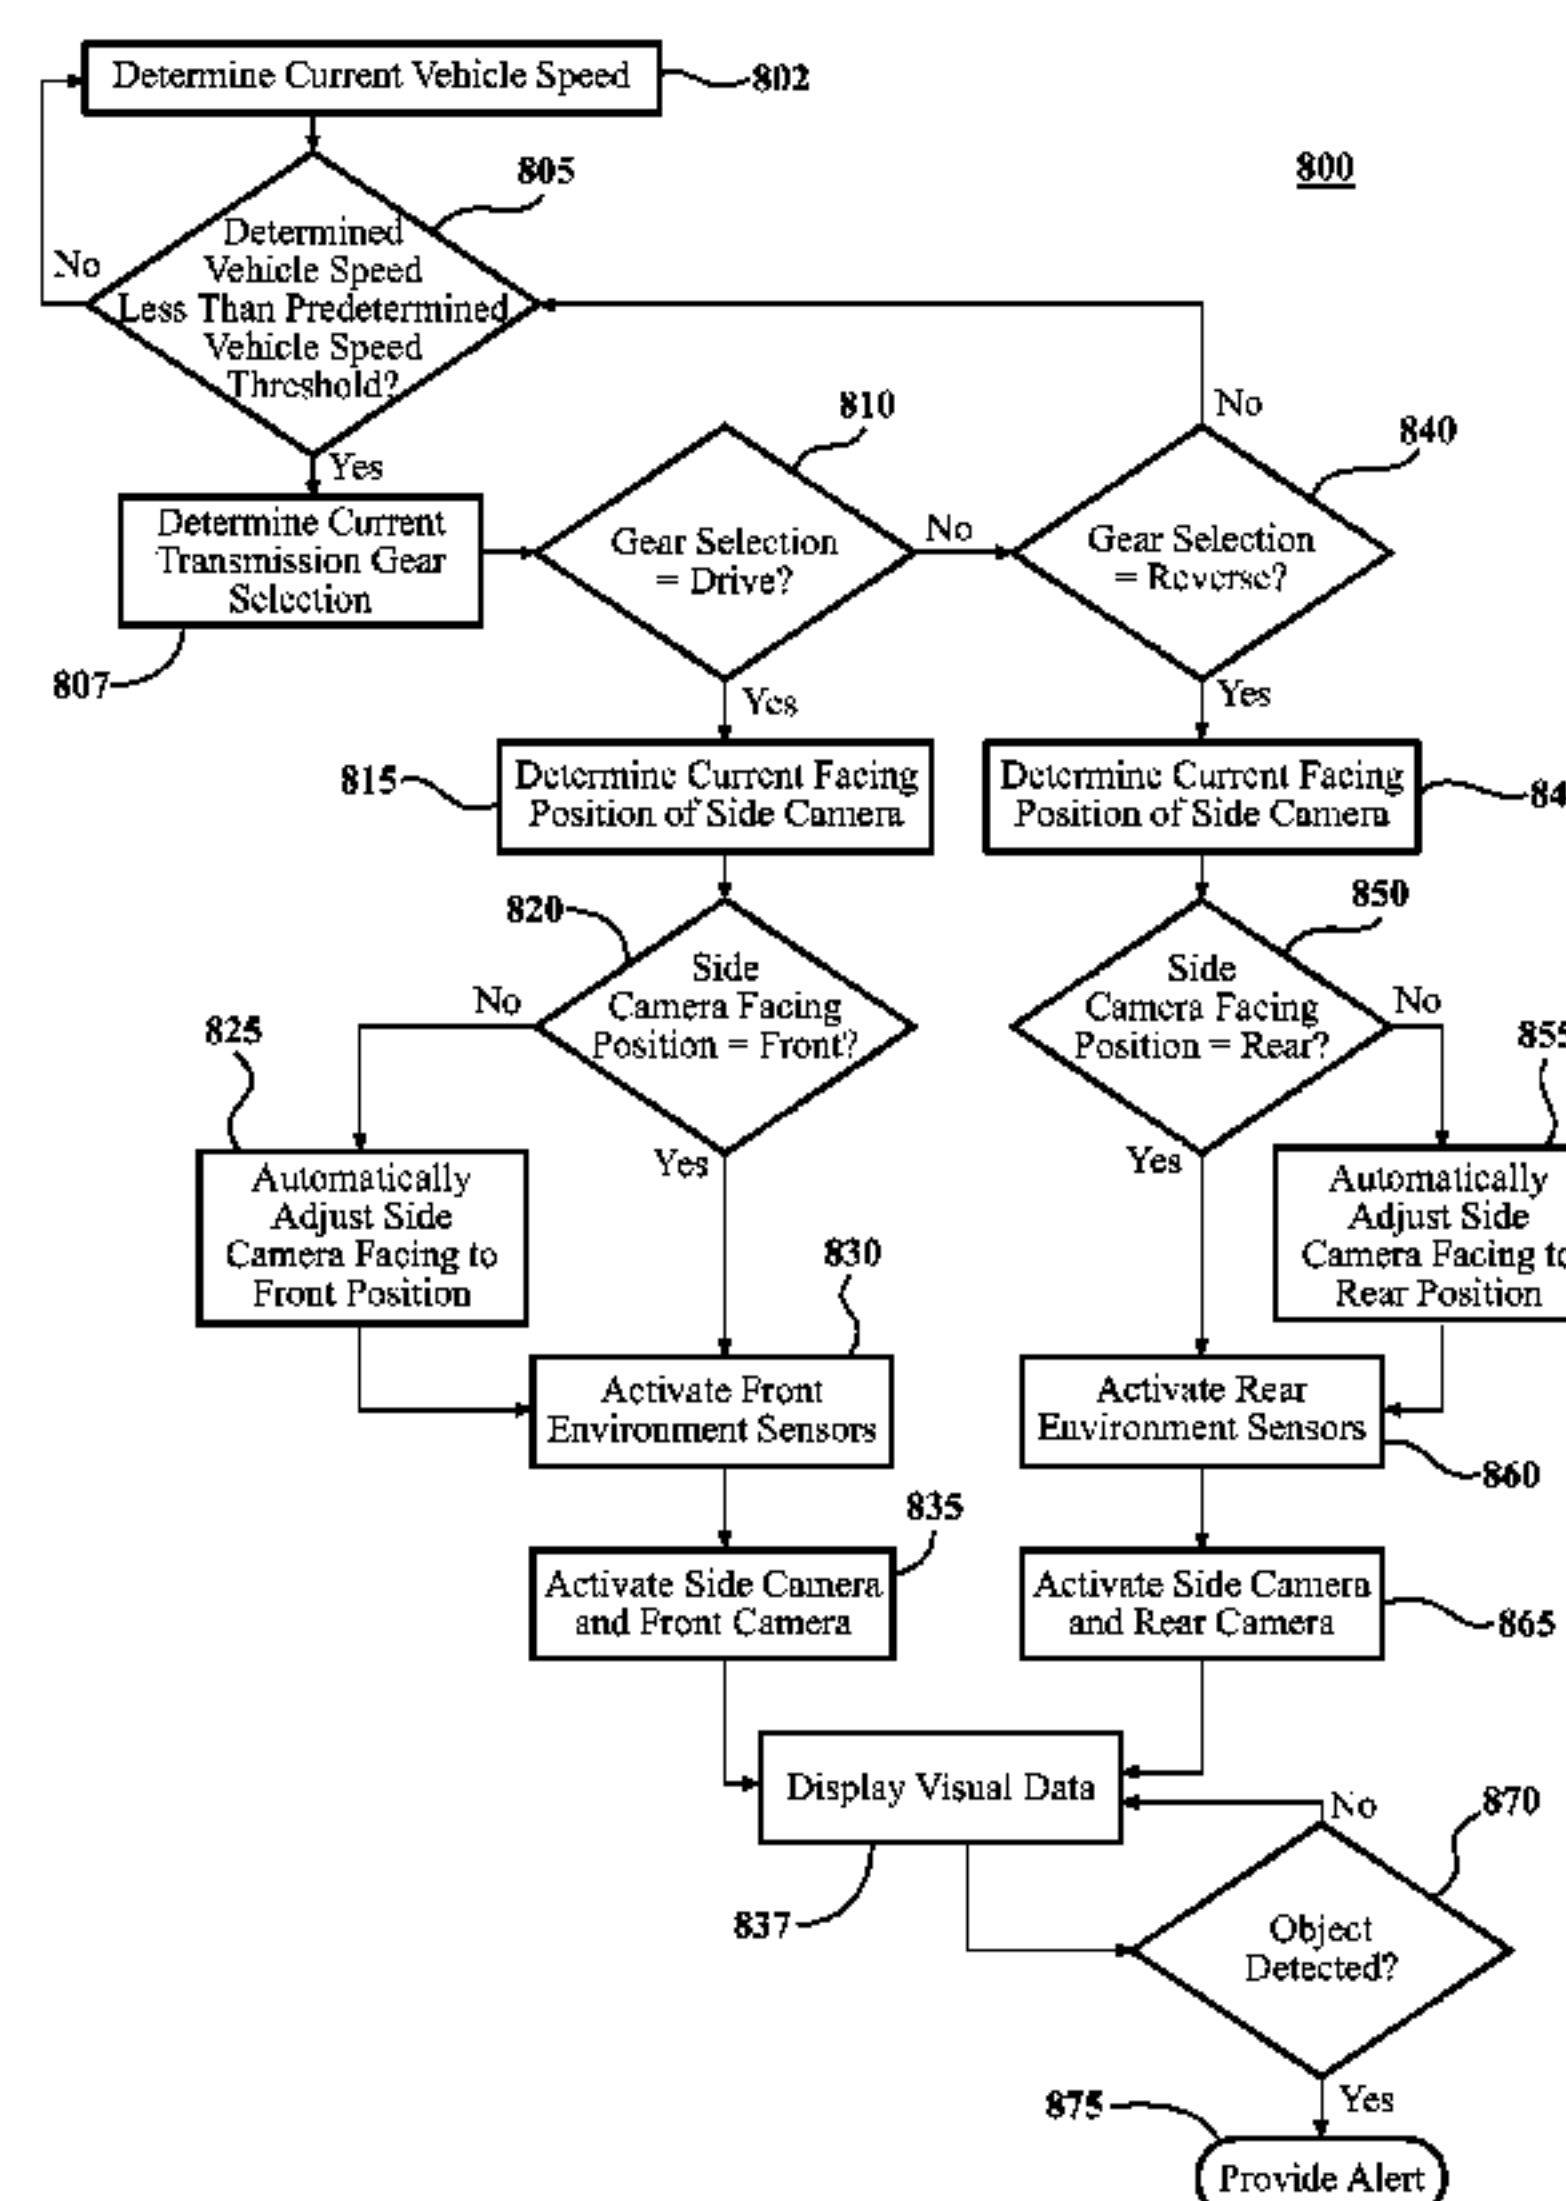 Determine Current Vehicle Speed
802
805
800
Determined
Vehicle Speed
Less Than Predetermined
Vehicle Speed
Threshold?
No
Yes
810
No
840
Determine Current
Transmission Gear
Selection
807
Gear Selection
= Drive?
No
Gear Selection
= Reverse?
Yes
Yes
815
Determine Current Facing
Position of Side Camera
Determine Current Facing
Position of Side Camera
84
820
850
Side
Camera Facing
Position = Front?
No
Side
Camera Facing
Position = Rear?
No
825
855
Yes
Yes
Automatically
Adjust Side
Camera Facing to
Front Position
Automatically
Adjust Side
Camera Facing to
Rear Position
830
Activate Front
Environment Sensors
Activate Rear
Environment Sensors
860
835
Activate Side Camera
and Front Camera
Activate Side Camera
and Rear Camera
865
Display Visual Data
No
870
837
Object
Detected?
Yes
875
Provide Alert